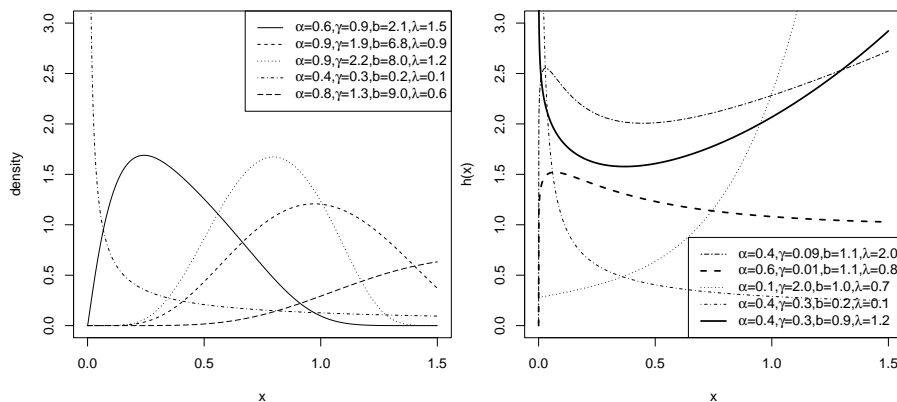 3.0
2.5
2.0
1.5
1.0
0.5
0.0
density
α=0.6,γ=0.9,b=2.1,λ=1.5
α=0.9,γ=1.9,b=6.8,λ=0.9
α=0.9,γ=2.2,b=8.0,λ=1.2
α=0.4,γ=0.3,b=0.2,λ=0.1
α=0.8,γ=1.3,b=9.0,λ=0.6
0.0 0.5 1.0 1.5
x
3.0
2.5
2.0
1.5
1.0
0.5
0.0
h(x)
α=0.4,γ=0.09,b=1.1,λ=2.0
α=0.6,γ=0.01,b=1.1,λ=0.8
α=0.1,γ=2.0,b=1.0,λ=0.7
α=0.4,γ=0.3,b=0.2,λ=0.1
α=0.4,γ=0.3,b=0.9,λ=1.2
0.0 0.5 1.0 1.5
x